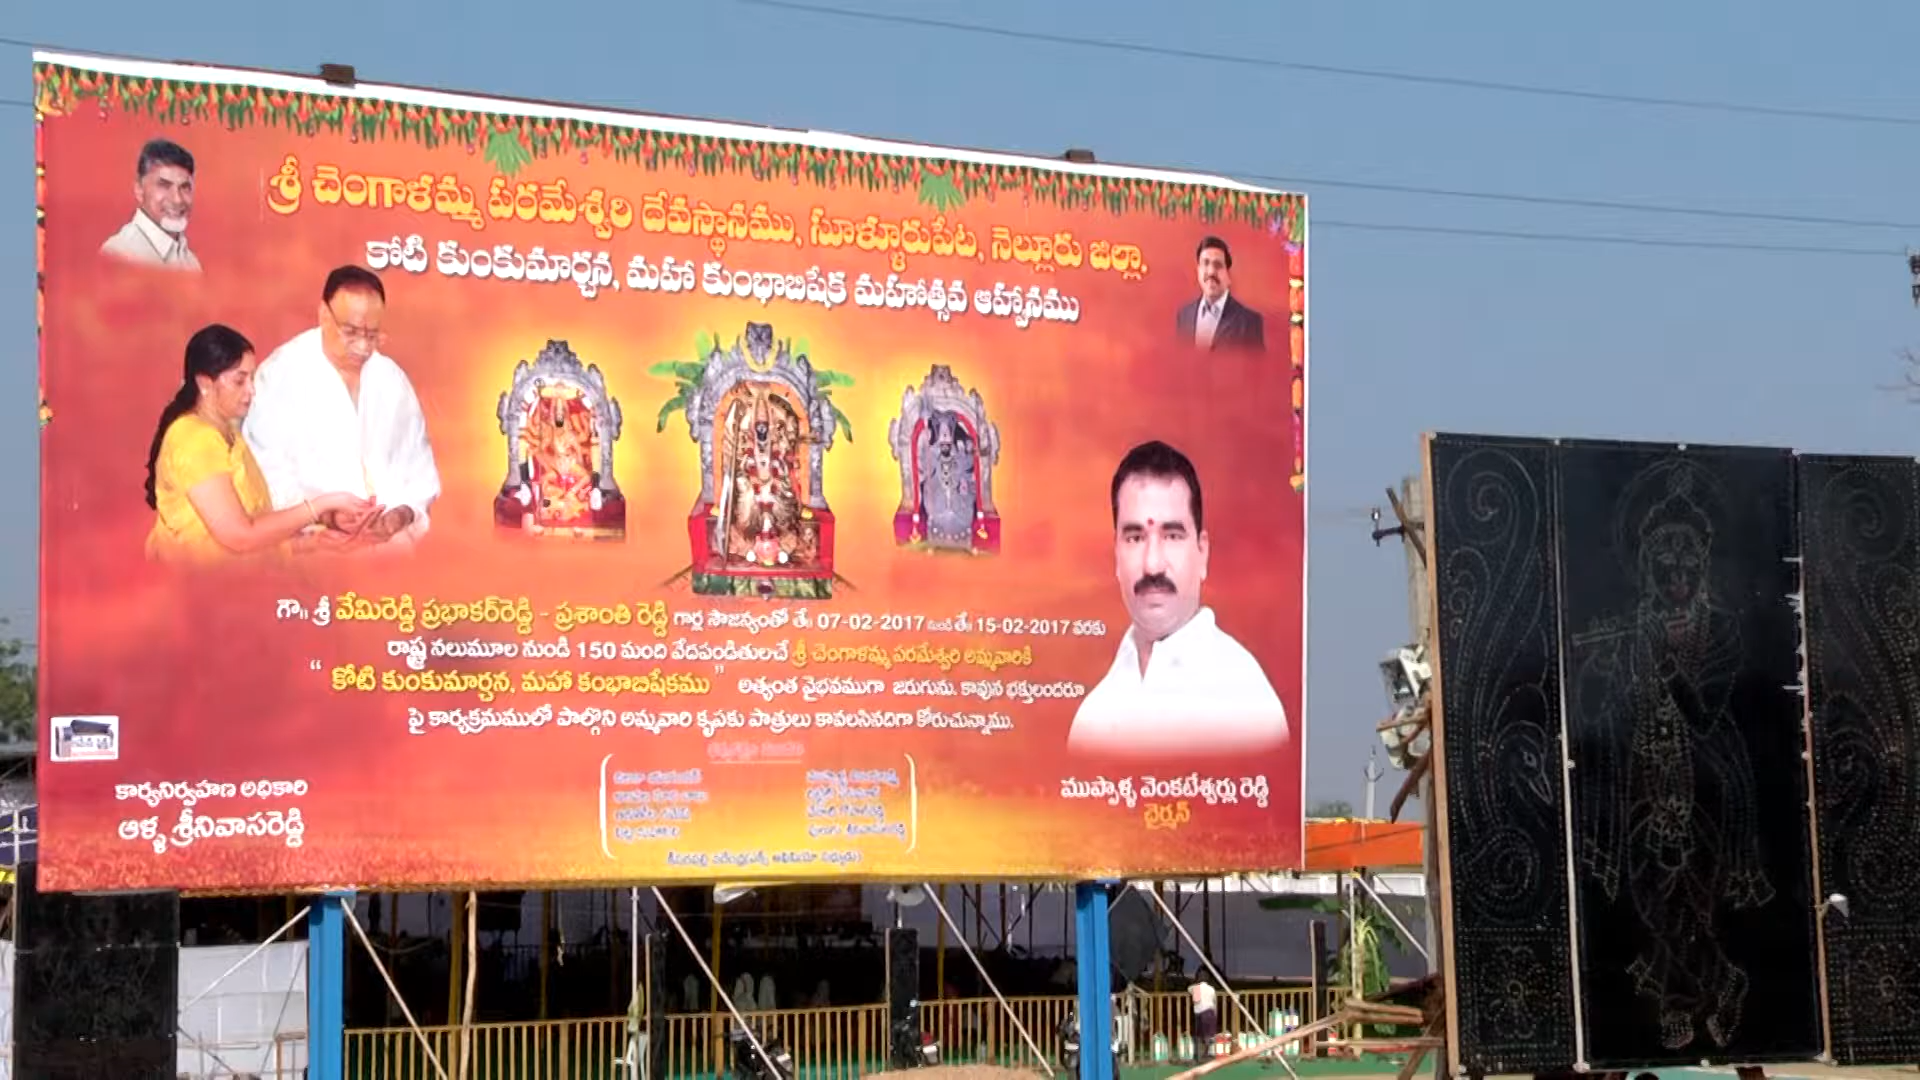 శ్రీ చెంగాళమ్మ పరమేశ్వరి దేవస్థానము, సూళ్ళూరుపేట, నెల్లూరు జిల్లా.
కోటి కుంకుమార్చన, మహా కుంభాబిషేక మహోత్సవ ఆహ్వానము
గౌ॥ శ్రీ వేమిరెడ్డి ప్రభాకర్‌రెడ్డి - ప్రశాంతి రెడ్డి గార్ల సౌజన్యంతో తే॥ 07-02-2017 నుండి తే॥ 15-02-2017 వరకు
రాష్ట్ర నలుమూల నుండి 150 మంది వేదపండితులచే శ్రీ చెంగాళమ్మ పరమేశ్వరి అమ్మవారికి
“ కోటి కుంకుమార్చన, మహా కంభాబిషేకము ” అత్యంత వైభవముగా జరుగును. కావున భక్తులందరూ
పై కార్యక్రమములో పాల్గొని అమ్మవారి కృపకు పాత్రులు కావలసినదిగా కోరుచున్నాము.
కార్యనిర్వహణ అధికారి
ఆళ్ళ శ్రీనివాసరెడ్డి
ముప్పాళ్ళ వెంకటేశ్వర్లు రెడ్డి
చైర్మన్